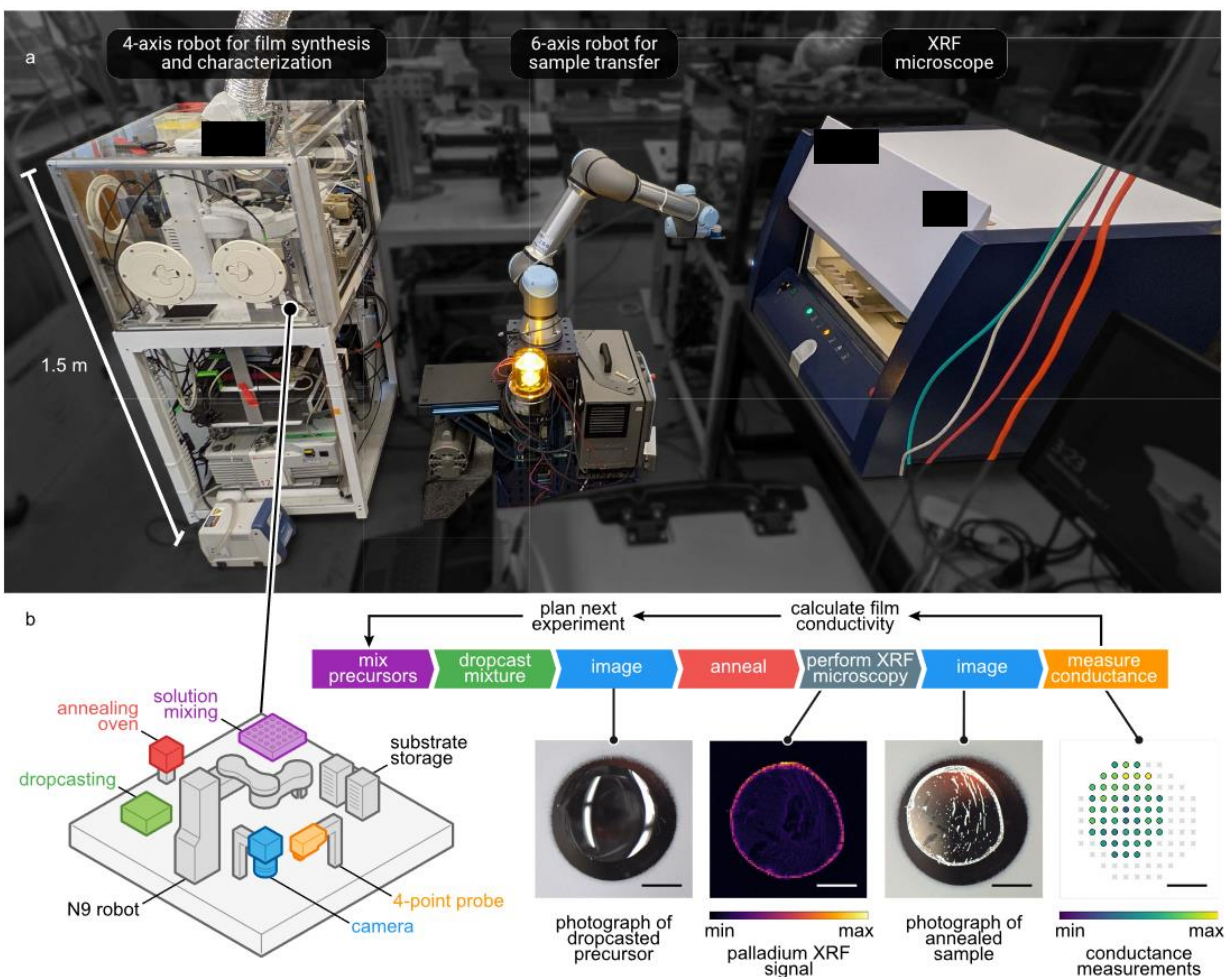 a
4-axis robot for film synthesis
and characterization
6-axis robot for
sample transfer
XRF
microscope
1.5 m
b
plan next
experiment
calculate film
conductivity
mix
precursors
dropcast
mixture
image
anneal
perform XRF
microscopy
image
measure
conductance
solution
mixing
annealing
oven
substrate
storage
dropcasting
N9 robot
4-point probe
camera
photograph of
dropcasted
precursor
min
max
palladium XRF
signal
photograph of
annealed
sample
min
max
conductance
measurements